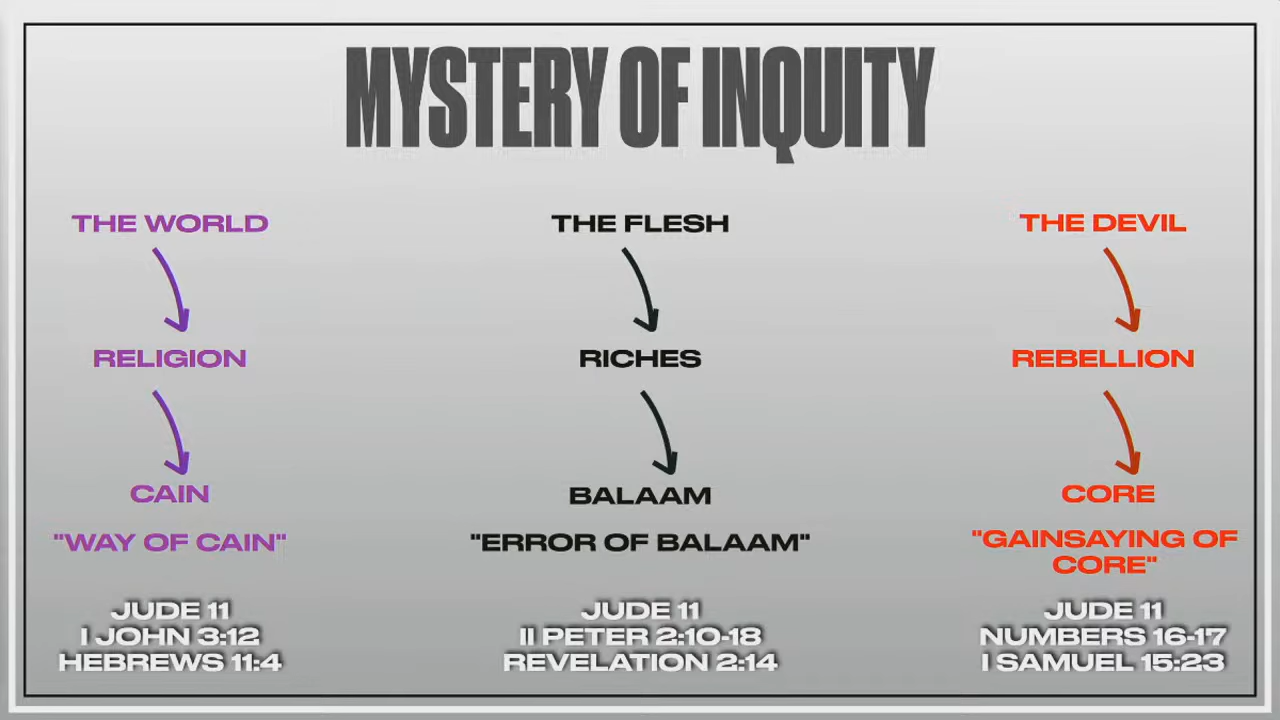 MYSTERY OF INQUITY
THE WORLD
RELIGION
CAIN
"WAY OF CAIN"
JUDE 11
I JOHN 3:12
HEBREWS 11:4
THE FLESH
RICHES
BALAAM
"ERROR OF BALAAM"
JUDE 11
II PETER 2:10-18
REVELATION 2:14
THE DEVIL
REBELLION
CORE
"GAINSAYING OF
CORE"
JUDE 11
NUMBERS 16-17
I SAMUEL 15:23